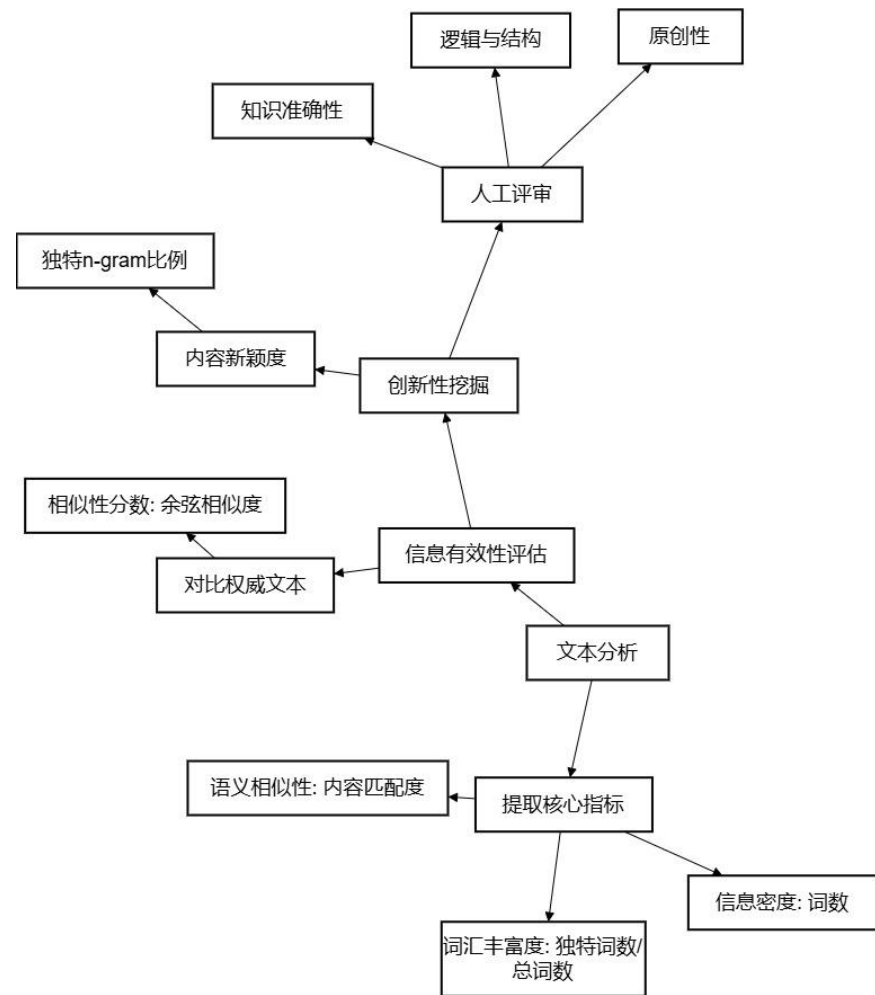 逻辑与结构
原创性
知识准确性
人工评审
独特n-gram比例
内容新颖度
创新性挖掘
相似性分数: 余弦相似度
信息有效性评估
对比权威文本
文本分析
语义相似性: 内容匹配度
提取核心指标
信息密度: 词数
词汇丰富度: 独特词数/
总词数